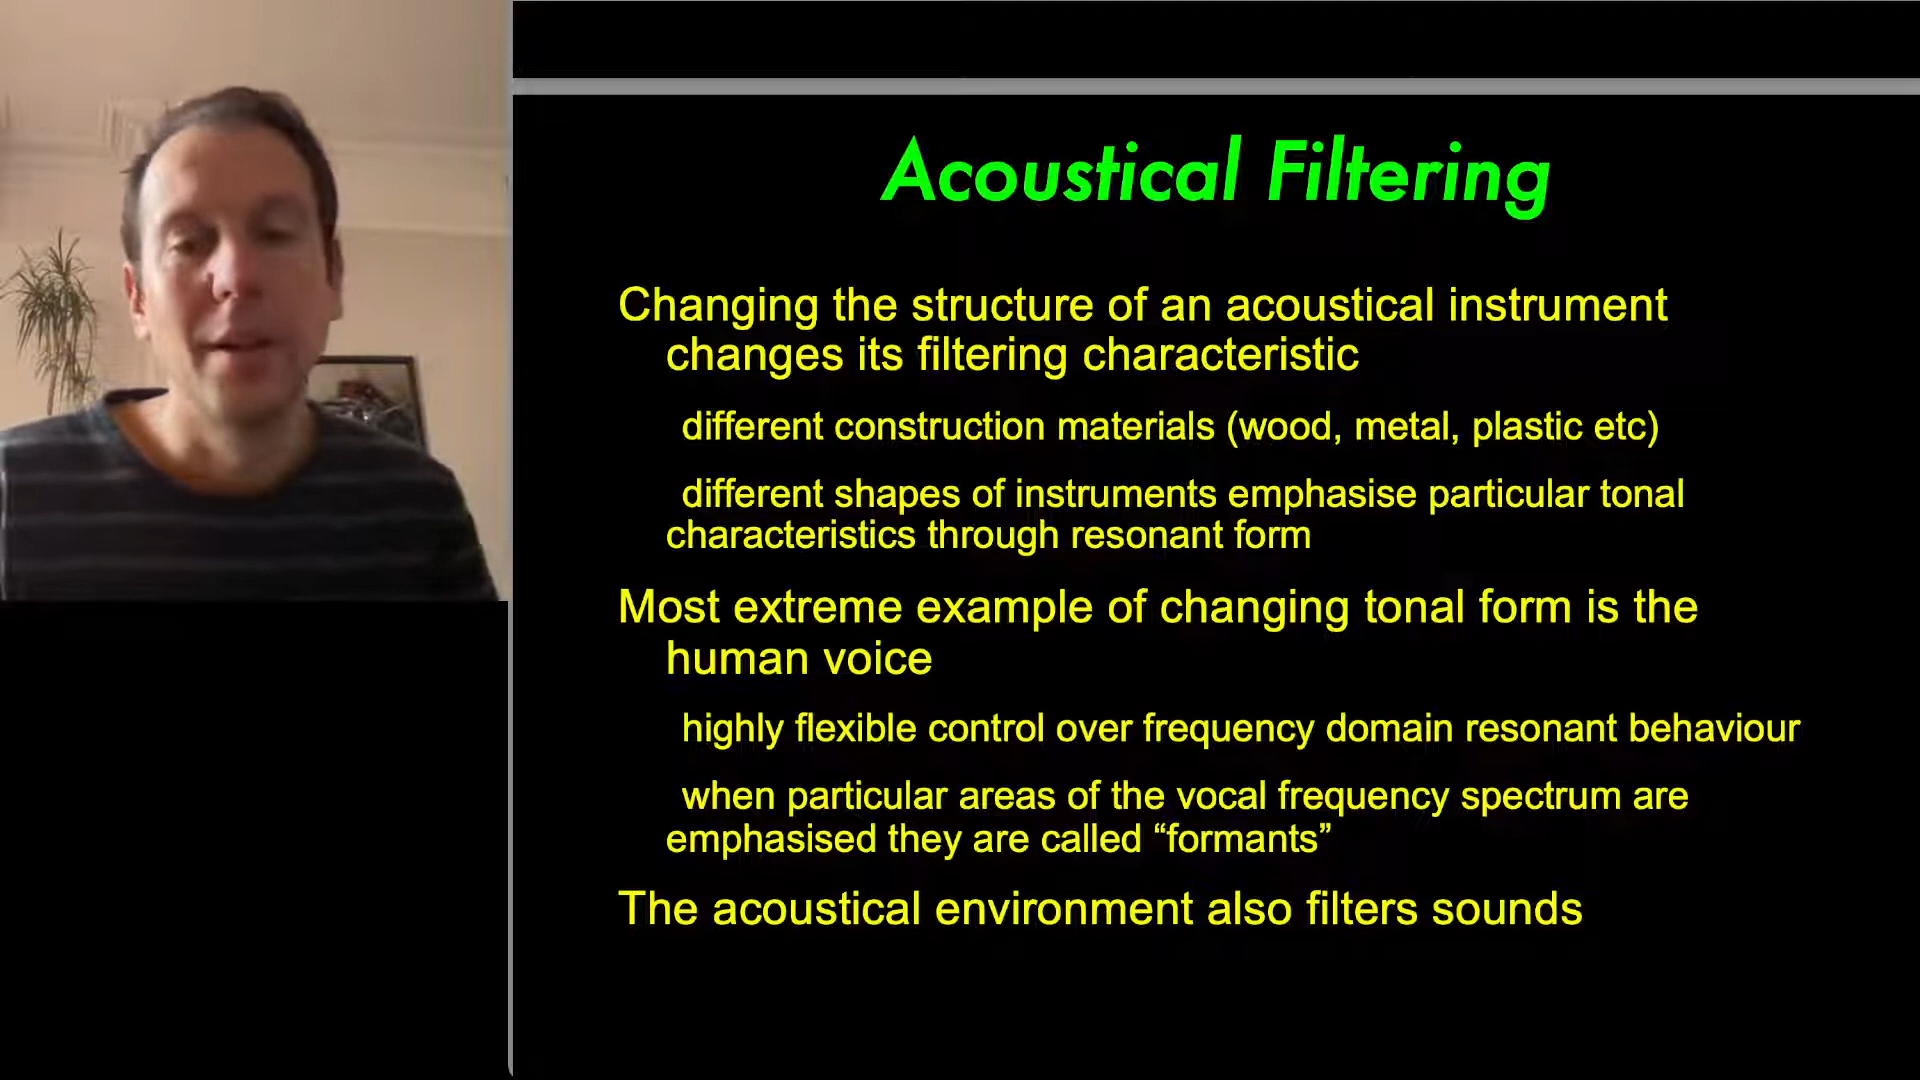 Acoustical Filtering
Changing the structure of an acoustical instrument
changes its filtering characteristic
different construction materials (wood, metal, plastic etc)
different shapes of instruments emphasise particular tonal
characteristics through resonant form
Most extreme example of changing tonal form is the
human voice
highly flexible control over frequency domain resonant behaviour
when particular areas of the vocal frequency spectrum are
emphasised they are called “formants”
The acoustical environment also filters sounds